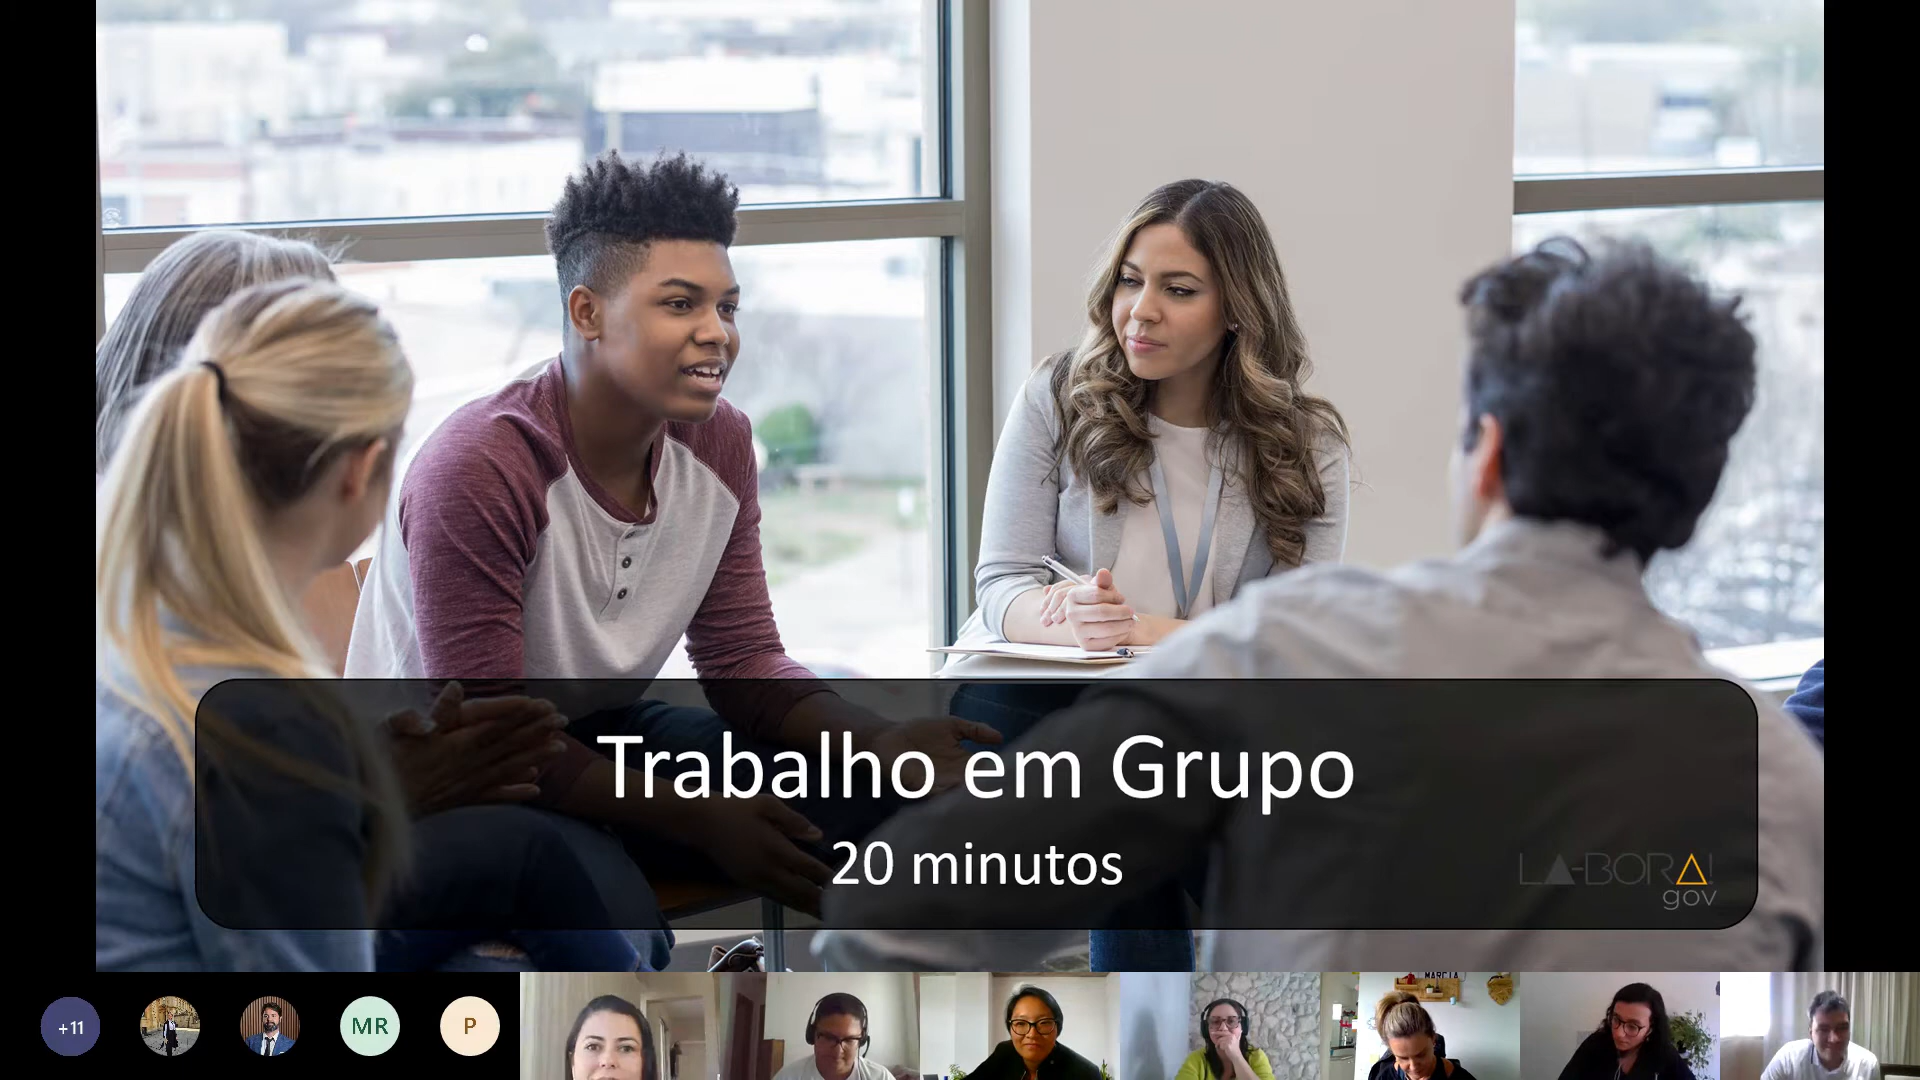 Trabalho em Grupo
20 minutos
LA-BORA!
gov
+11
MR
P
MARCIA